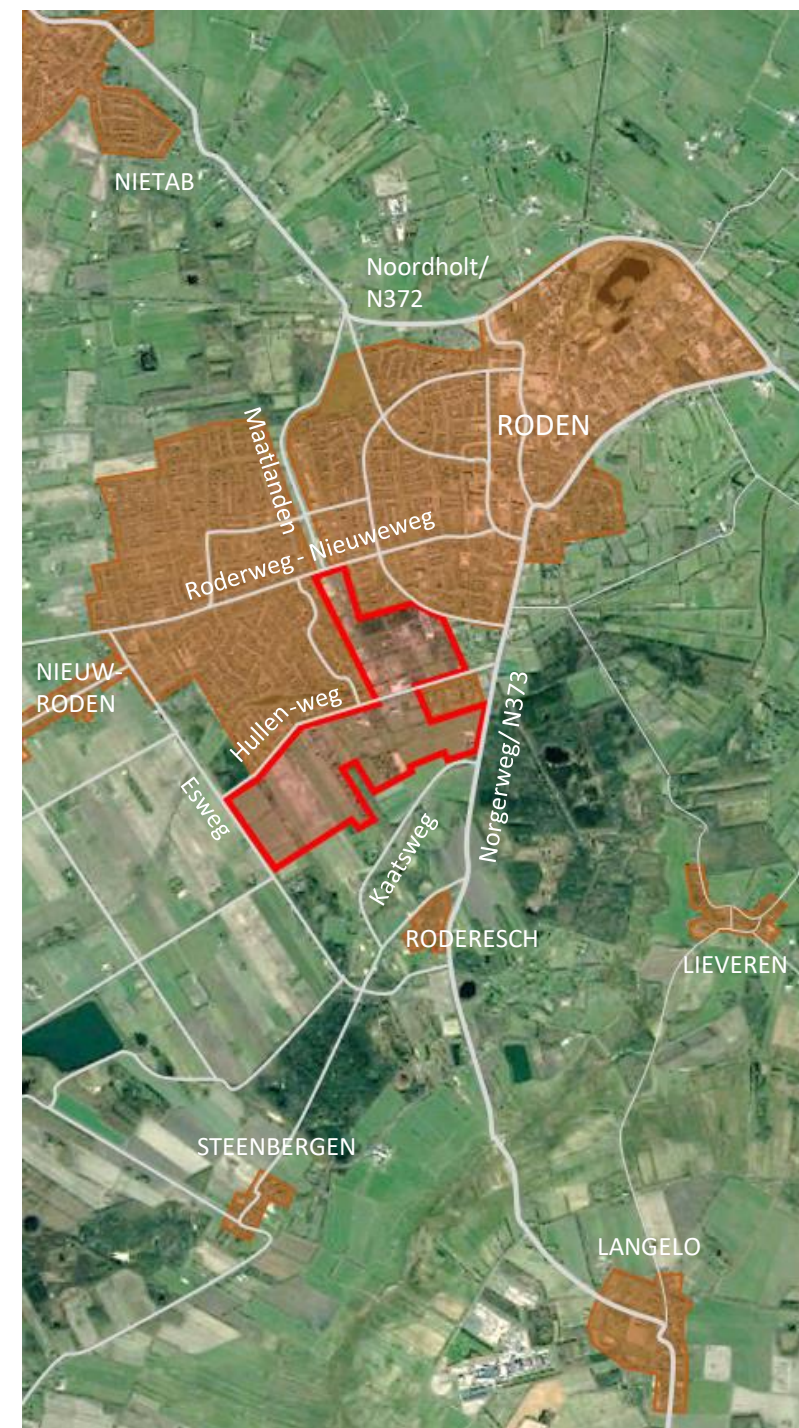 NIETAB
Noordholt/
N372
RODEN
Maatlanden
Roderweg - Nieuweweg
NIEUW-
RODEN
Hullen-weg
Norgerweg/ N373
Esweg
Kaatsweg
RODERESCH
LIEVEREN
STEENBERGEN
LANGELO